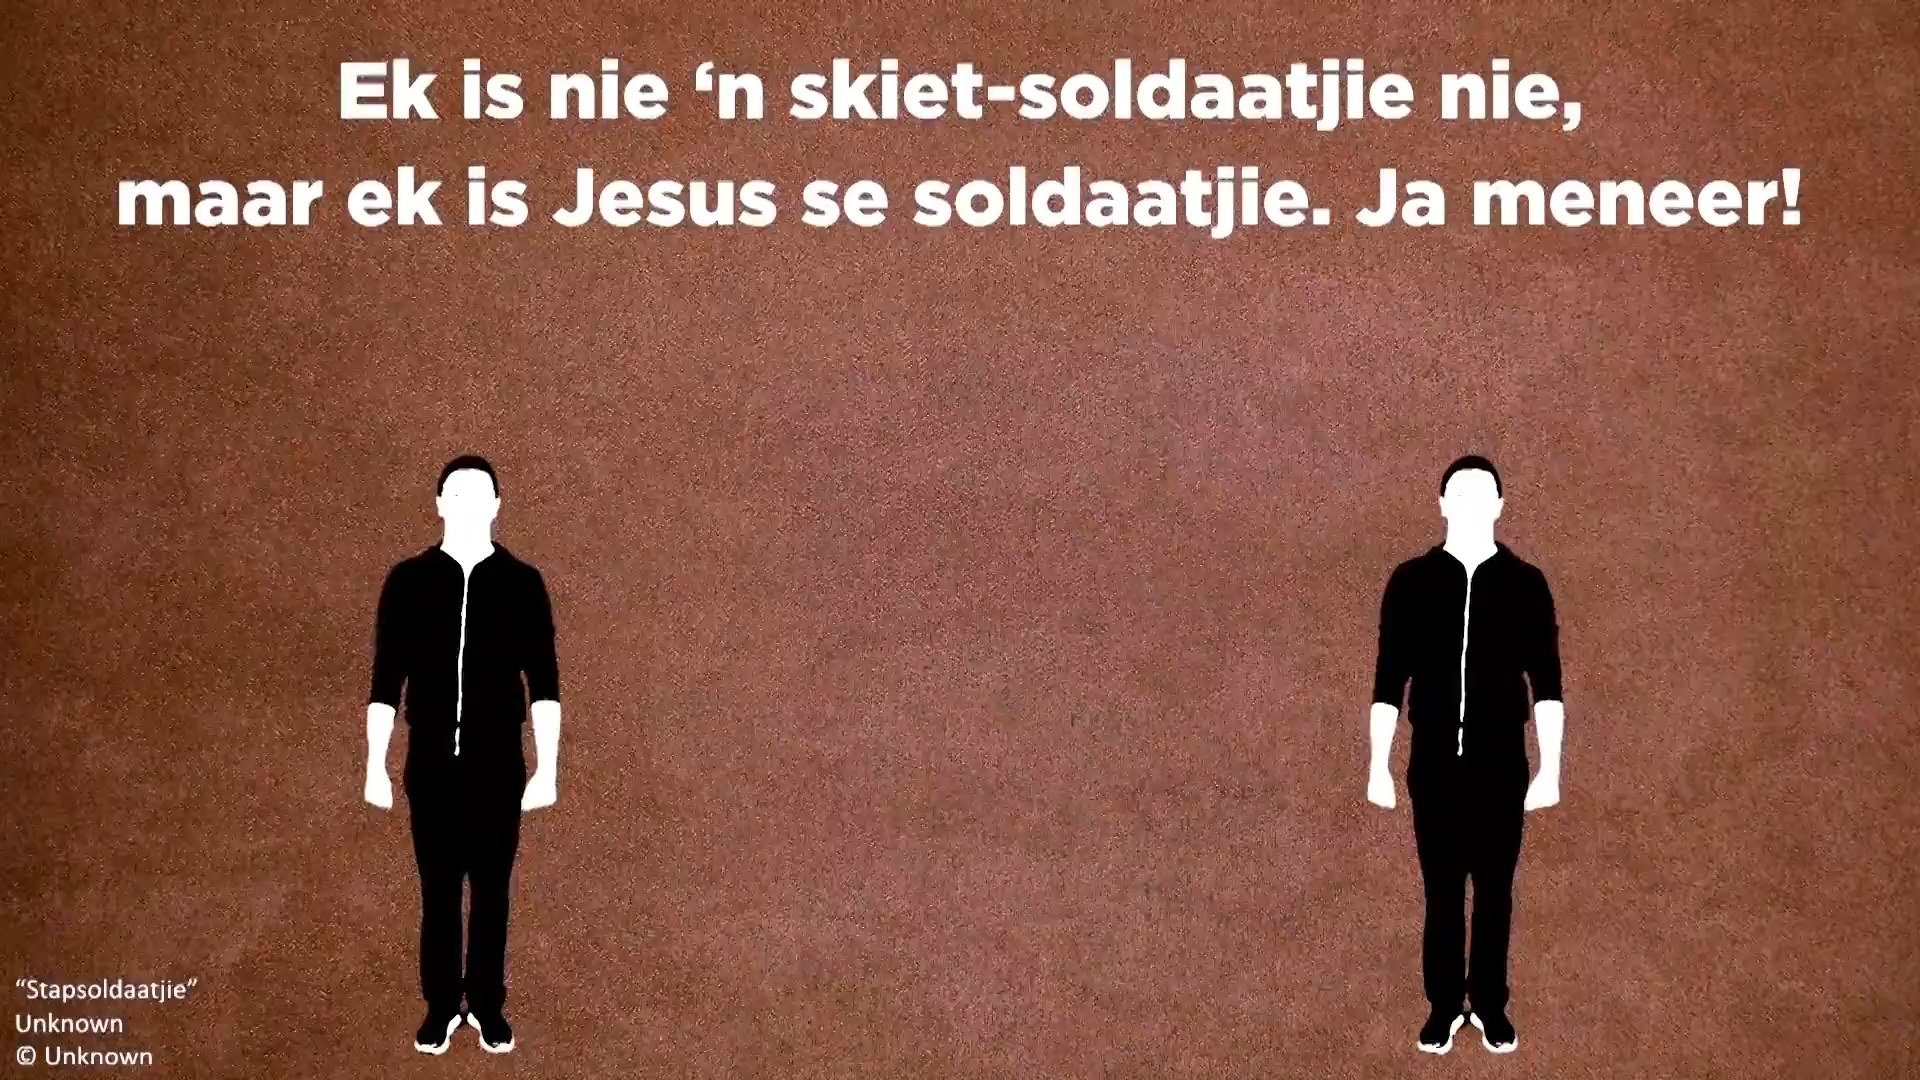 Ek is nie ‘n skiet-soldaatjie nie,
maar ek is Jesus se soldaatjie. Ja meneer!
“Stapsoldaatjie”
Unknown
© Unknown